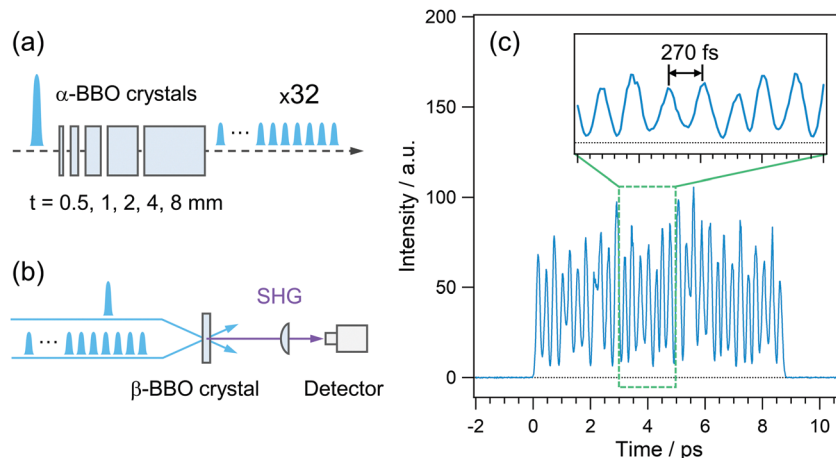 (a)
α-BBO crystals
x32
t = 0.5, 1, 2, 4, 8 mm
(b)
SHG
β-BBO crystal
Detector
(c)
270 fs
200
150
100
50
0
Intensity / a.u.
-2
0
2
4
6
8
10
Time / ps